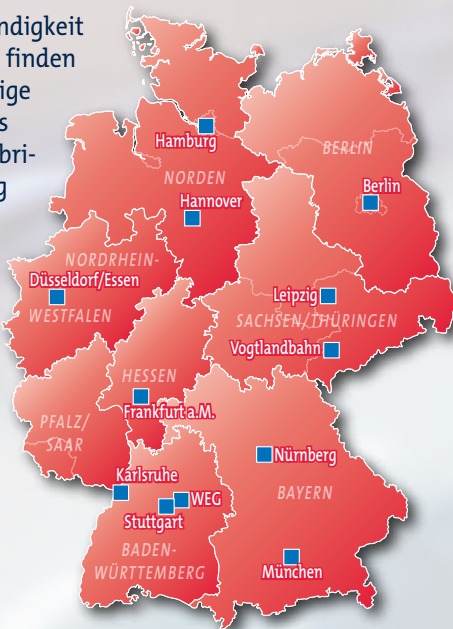 ndigkeit
finden
ige
s
bri-
g
Hamburg
BERLIN
NORDEN
Berlin
Hannover
NORDRHEIN-
WESTFALEN
Düsseldorf/Essen
Leipzig
SACHSEN/THÜRINGEN
Vogtlandbahn
HESSEN
Frankfurt a.M.
PFALZ/
SAAR
Nürnberg
Karlsruhe
WEG
BAYERN
Stuttgart
BADEN-
WÜRTTEMBERG
München